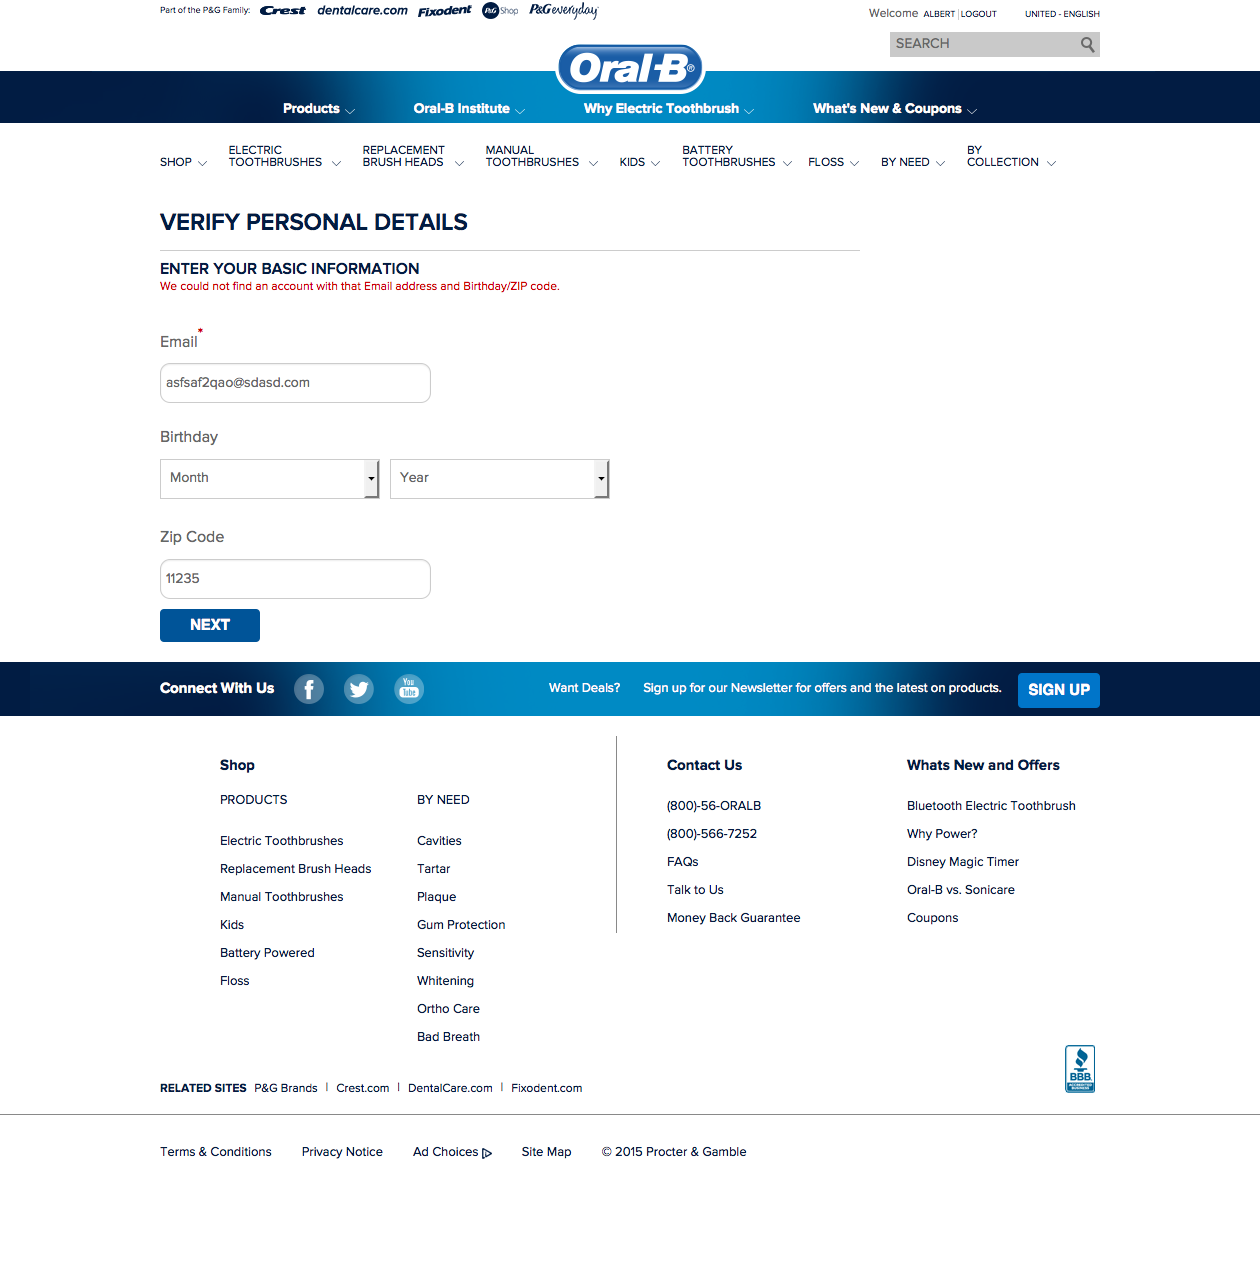 Part of the P&G Family: Crest dentalcare.com Fixodent P&G Shop P&G everyday
Welcome ALBERT LOGOUT UNITED - ENGLISH
SEARCH
Oral-B®
Products Oral-B Institute Why Electric Toothbrush What's New & Coupons
SHOP
ELECTRIC
TOOTHBRUSHES
REPLACEMENT
BRUSH HEADS
MANUAL
TOOTHBRUSHES
KIDS
BATTERY
TOOTHBRUSHES
FLOSS
BY NEED
BY
COLLECTION
VERIFY PERSONAL DETAILS
ENTER YOUR BASIC INFORMATION
We could not find an account with that Email address and Birthday/ZIP code.
Email*
asfsaf2qao@sdasd.com
Birthday
Month Year
Zip Code
11235
NEXT
Connect With Us
You
Tube
Want Deals? Sign up for our Newsletter for offers and the latest on products. SIGN UP
Shop
PRODUCTS
Electric Toothbrushes
Replacement Brush Heads
Manual Toothbrushes
Kids
Battery Powered
Floss
BY NEED
Cavities
Tartar
Plaque
Gum Protection
Sensitivity
Whitening
Ortho Care
Bad Breath
Contact Us
(800)-56-ORALB
(800)-566-7252
FAQs
Talk to Us
Money Back Guarantee
Whats New and Offers
Bluetooth Electric Toothbrush
Why Power?
Disney Magic Timer
Oral-B vs. Sonicare
Coupons
BBB
ACCREDITED
BUSINESS
RELATED SITES P&G Brands | Crest.com | DentalCare.com | Fixodent.com
Terms & Conditions Privacy Notice Ad Choices Site Map © 2015 Procter & Gamble